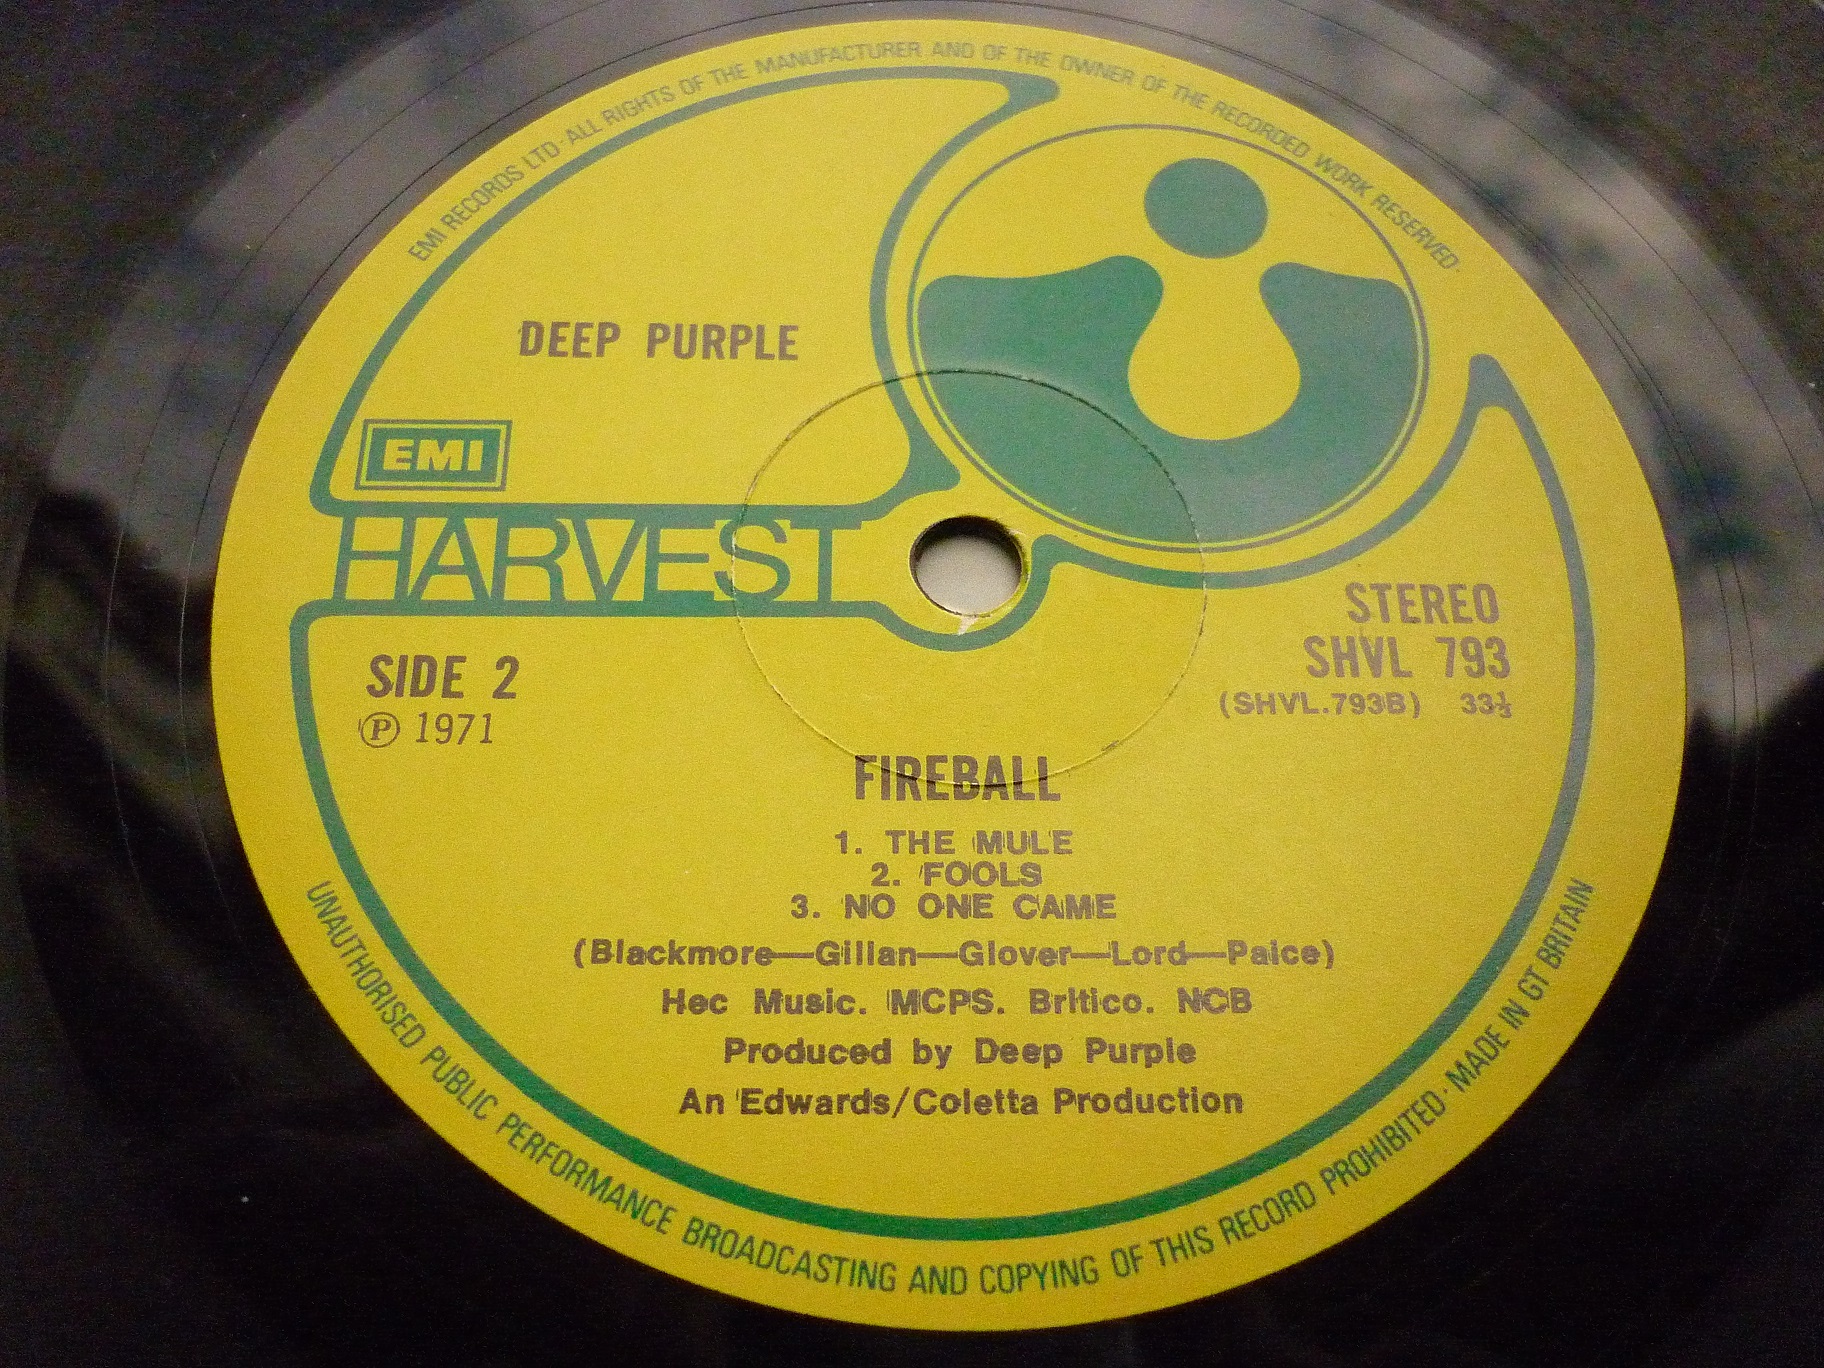 EMI RECORDS LTD·ALL RIGHTS OF THE MANUFACTURER AND OF THE OWNER OF THE RECORDED WORK RESERVED·
DEEP PURPLE
EMI
HARVEST
STEREO
SHVL 793
(SHVL.793B) 33⅓
SIDE 2
Ⓟ 1971
FIREBALL
1. THE MULE
2. FOOLS
3. NO ONE CAME
(Blackmore—Gillan—Glover—Lord—Paice)
Hec Music. MCPS. Britico. NCB
Produced by Deep Purple
An Edwards/Coletta Production
UNAUTHORISED PUBLIC PERFORMANCE BROADCASTING AND COPYING OF THIS RECORD PROHIBITED· MADE IN GT BRITAIN